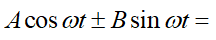 A cos ωt ± B sin ωt =